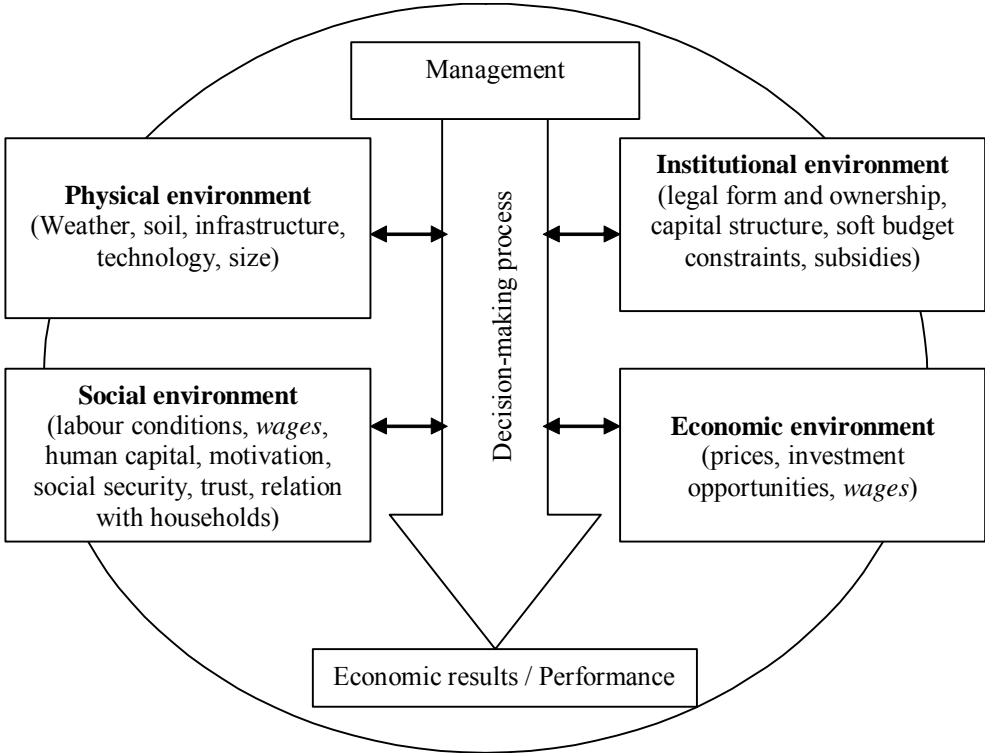 Management
Physical environment
(Weather, soil, infrastructure,
technology, size)
Institutional environment
(legal form and ownership,
capital structure, soft budget
constraints, subsidies)
Decision-making process
Social environment
(labour conditions, wages,
human capital, motivation,
social security, trust, relation
with households)
Economic environment
(prices, investment
opportunities, wages)
Economic results / Performance